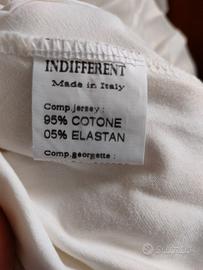 INDIFFERENT
Made in Italy
Comp.jersey:
95% COTONE
05% ELASTAN
Comp.georgette: